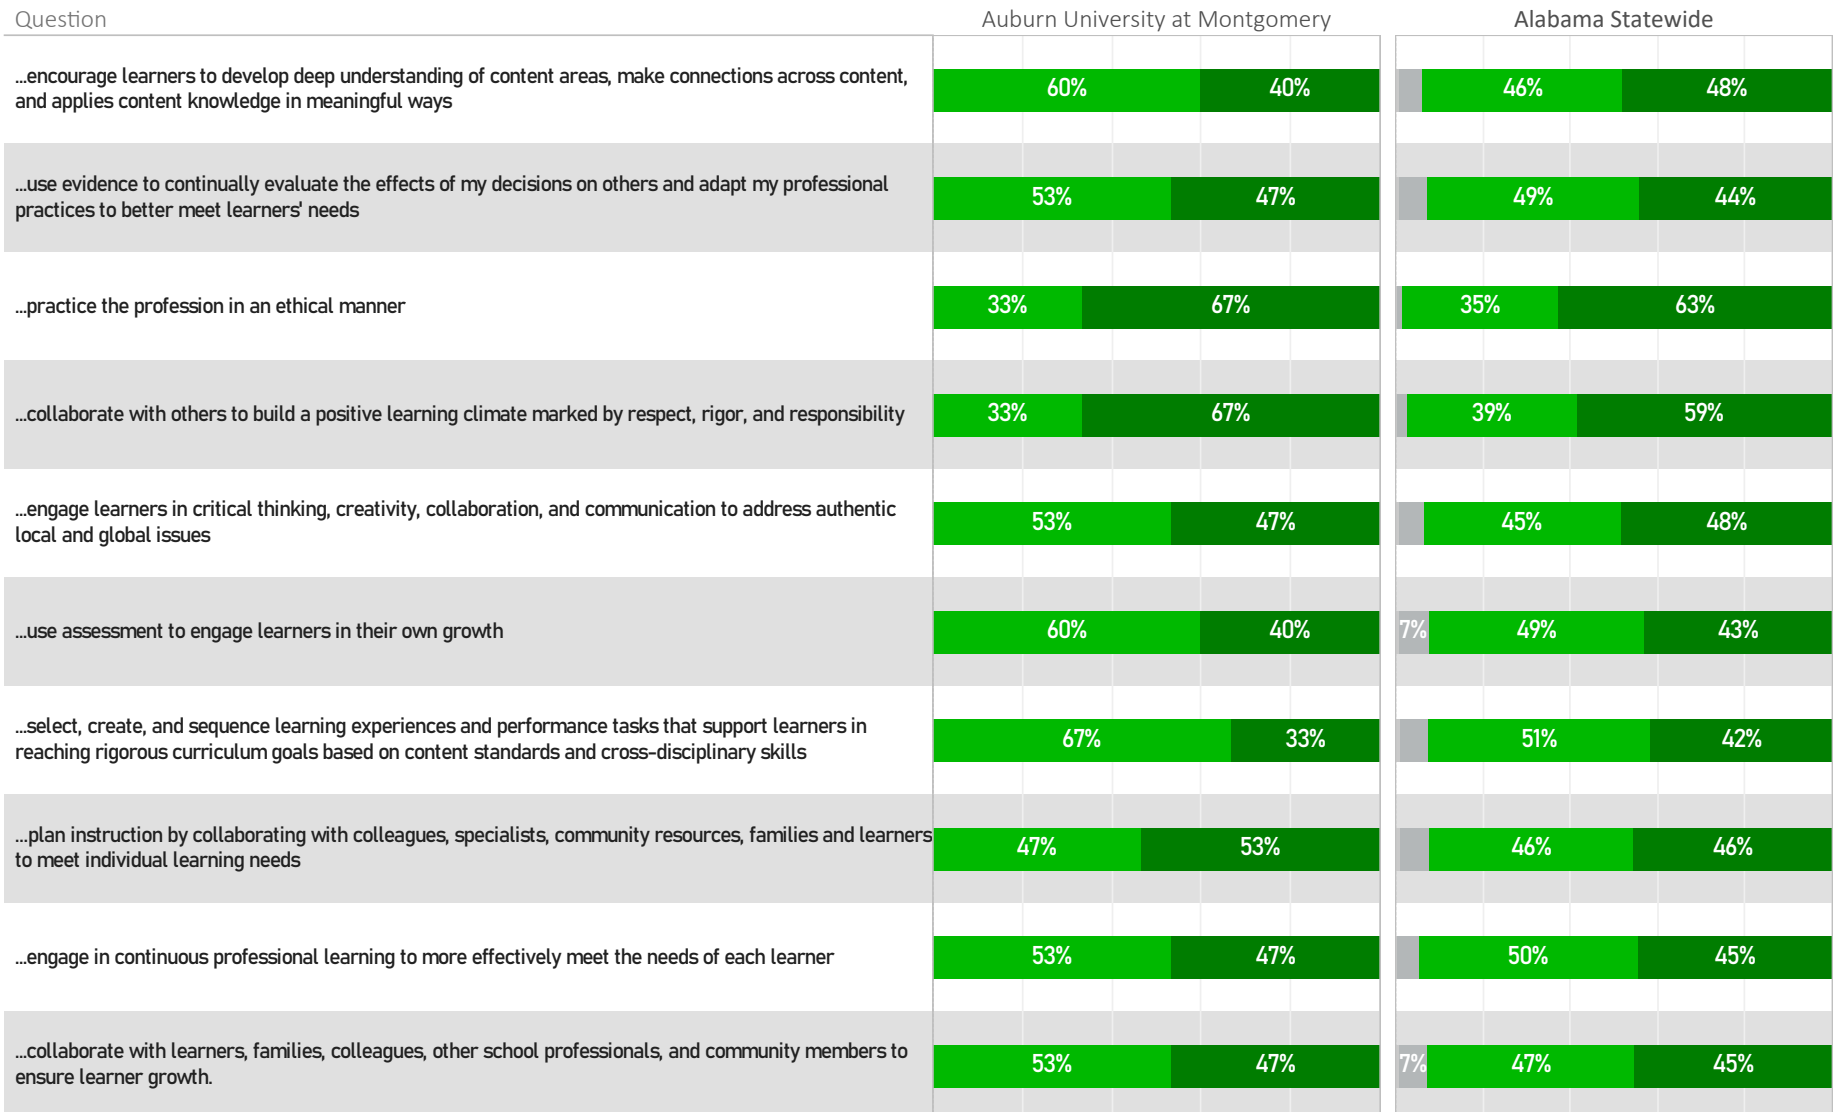 Question Auburn University at Montgomery Alabama Statewide
...encourage learners to develop deep understanding of content areas, make connections across content,
and applies content knowledge in meaningful ways
60% 40% 46% 48%
...use evidence to continually evaluate the effects of my decisions on others and adapt my professional
practices to better meet learners' needs
53% 47% 49% 44%
...practice the profession in an ethical manner
33% 67% 35% 63%
...collaborate with others to build a positive learning climate marked by respect, rigor, and responsibility
33% 67% 39% 59%
...engage learners in critical thinking, creativity, collaboration, and communication to address authentic
local and global issues
53% 47% 45% 48%
...use assessment to engage learners in their own growth
60% 40% 7% 49% 43%
...select, create, and sequence learning experiences and performance tasks that support learners in
reaching rigorous curriculum goals based on content standards and cross-disciplinary skills
67% 33% 51% 42%
...plan instruction by collaborating with colleagues, specialists, community resources, families and learners
to meet individual learning needs
47% 53% 46% 46%
...engage in continuous professional learning to more effectively meet the needs of each learner
53% 47% 50% 45%
...collaborate with learners, families, colleagues, other school professionals, and community members to
ensure learner growth.
53% 47% 7% 47% 45%